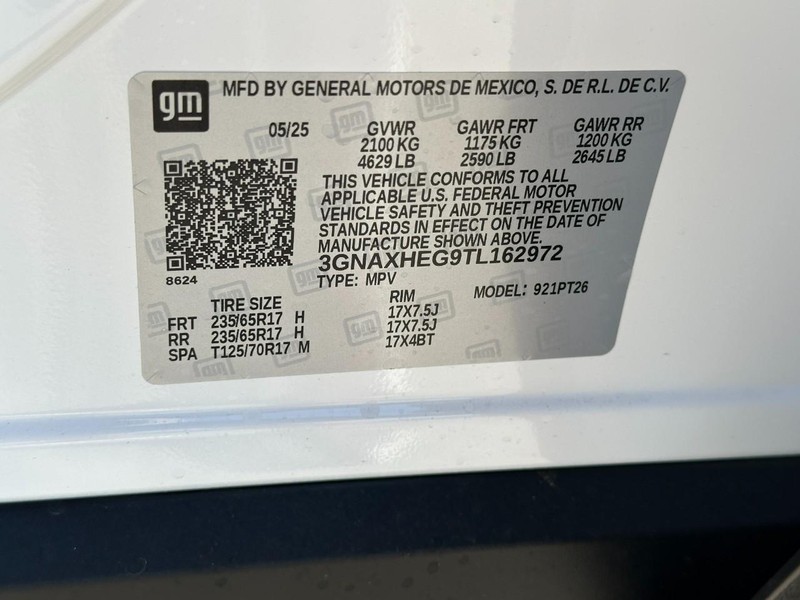 gm MFD BY GENERAL MOTORS DE MEXICO, S. DE R.L. DE C.V.
05/25 GVWR GAWR FRT GAWR RR
2100 KG 1175 KG 1200 KG
4629 LB 2590 LB 2645 LB
THIS VEHICLE CONFORMS TO ALL
APPLICABLE U.S. FEDERAL MOTOR
VEHICLE SAFETY AND THEFT PREVENTION
STANDARDS IN EFFECT ON THE DATE OF
MANUFACTURE SHOWN ABOVE.
3GNAXHEG9TL162972
8624 TYPE: MPV MODEL: 921PT26
TIRE SIZE RIM
FRT 235/65R17 H 17X7.5J
RR 235/65R17 H 17X7.5J
SPA T125/70R17 M 17X4BT